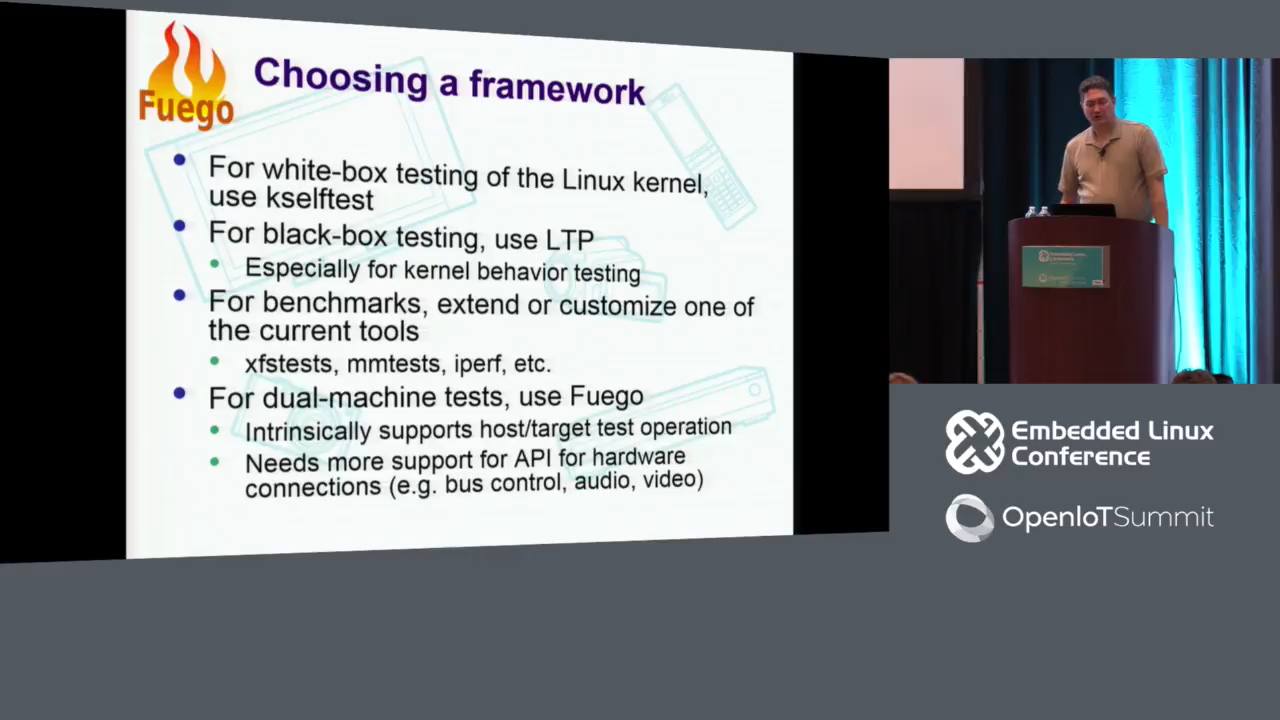 Fuego
Choosing a framework
For white-box testing of the Linux kernel,
use kselftest
For black-box testing, use LTP
Especially for kernel behavior testing
For benchmarks, extend or customize one of
the current tools
xfstests, mmtests, iperf, etc.
For dual-machine tests, use Fuego
Intrinsically supports host/target test operation
Needs more support for API for hardware
connections (e.g. bus control, audio, video)
Embedded Linux
Conference
OpenIoTSummit